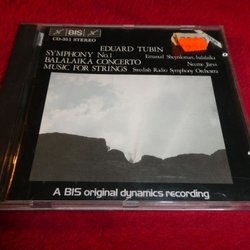 BIS
CD-351 STEREO
EDUARD TUBIN
SYMPHONY No.1
Emanuil Sheynkman, balalaika
BALALAIKA CONCERTO
Neeme Järvi
MUSIC FOR STRINGS
Swedish Radio Symphony Orchestra
A BIS original dynamics recording